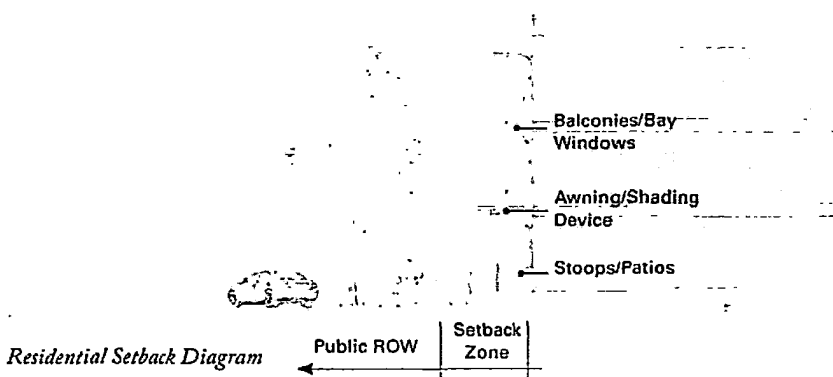 Balconies/Bay
Windows
Awning/Shading
Device
Stoops/Patios
Residential Setback Diagram
Public ROW
Setback
Zone